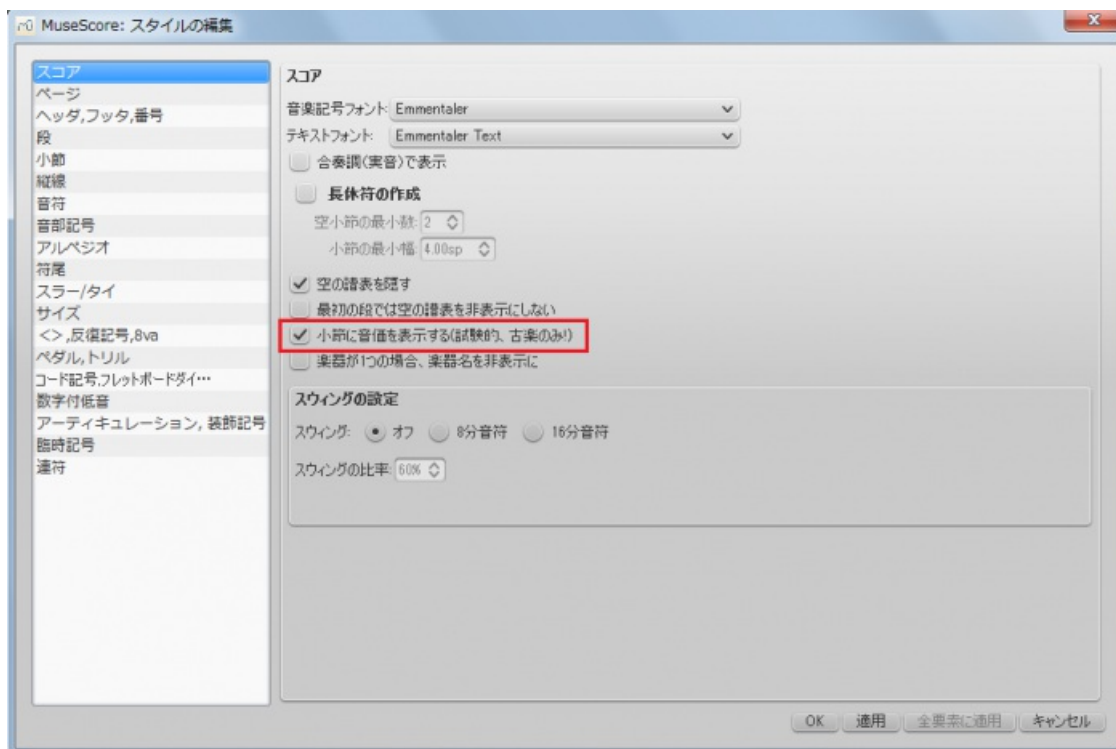 MuseScore: スタイルの編集
スコア
ページ
ヘッダ,フッタ,番号
段
小節
縦線
音符
音部記号
アルペジオ
符尾
スラー/タイ
サイズ
<>,反復記号,8va
ペダル,トリル
コード記号,フレットボードダイ…
数字付低音
アーティキュレーション, 装飾記号
臨時記号
連符
スコア
音楽記号フォント: Emmentaler
テキストフォント: Emmentaler Text
合奏調(実音)で表示
長休符の作成
空小節の最小数: 2
小節の最小幅: 4.00sp
空の譜表を隠す
最初の段では空の譜表を非表示にしない
小節に音価を表示する(試験的、古楽のみ!)
楽器が1つの場合、楽器名を非表示に
スウィングの設定
スウィング: オフ 8分音符 16分音符
スウィングの比率: 60%
OK 適用 全要素に適用 キャンセル